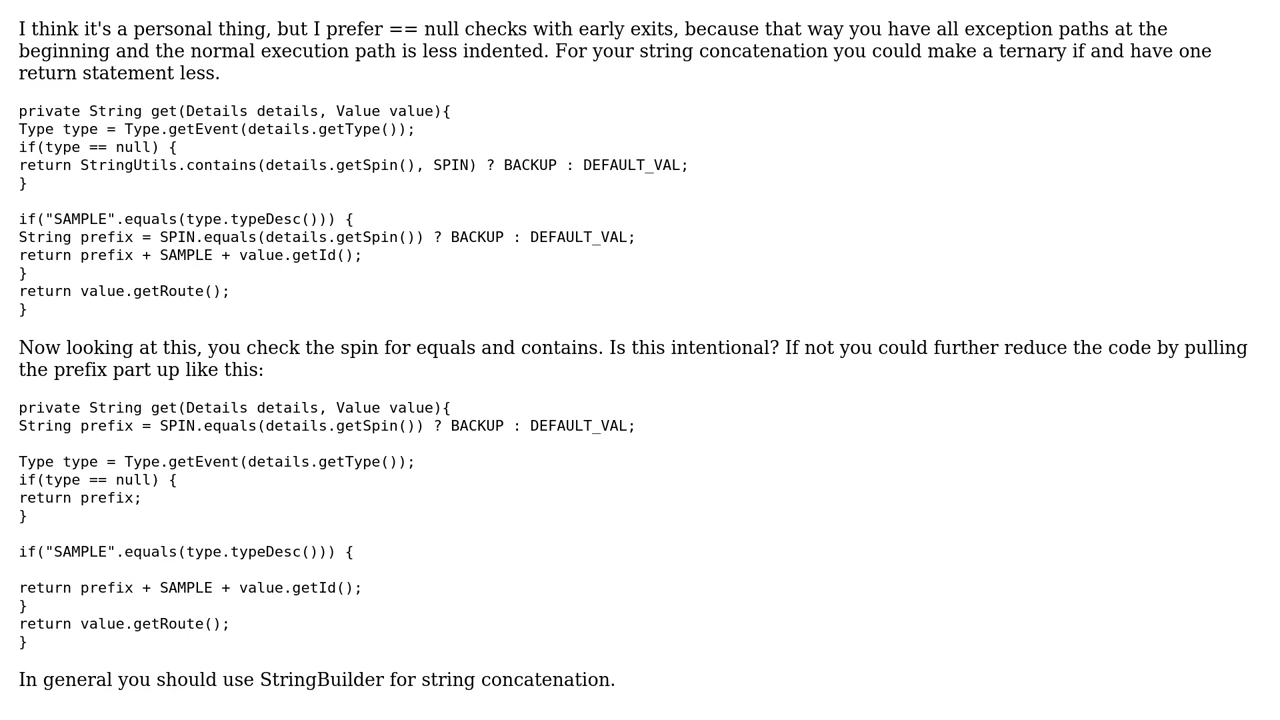 I think it's a personal thing, but I prefer == null checks with early exits, because that way you have all exception paths at the
beginning and the normal execution path is less indented. For your string concatenation you could make a ternary if and have one
return statement less.
private String get(Details details, Value value){
Type type = Type.getEvent(details.getType());
if(type == null) {
return StringUtils.contains(details.getSpin(), SPIN) ? BACKUP : DEFAULT_VAL;
}
if("SAMPLE".equals(type.typeDesc())) {
String prefix = SPIN.equals(details.getSpin()) ? BACKUP : DEFAULT_VAL;
return prefix + SAMPLE + value.getId();
}
return value.getRoute();
}
Now looking at this, you check the spin for equals and contains. Is this intentional? If not you could further reduce the code by pulling
the prefix part up like this:
private String get(Details details, Value value){
String prefix = SPIN.equals(details.getSpin()) ? BACKUP : DEFAULT_VAL;
Type type = Type.getEvent(details.getType());
if(type == null) {
return prefix;
}
if("SAMPLE".equals(type.typeDesc())) {
return prefix + SAMPLE + value.getId();
}
return value.getRoute();
}
In general you should use StringBuilder for string concatenation.